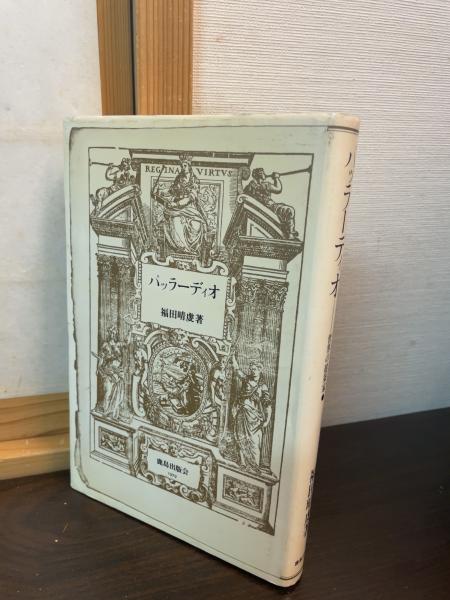 REGINA VIRTVS
パッラーディオ
福田晴虔著
鹿島出版会
1979
パッラーディオ